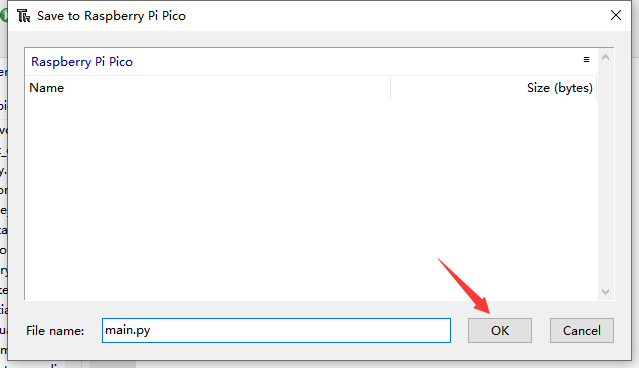 Save to Raspberry Pi Pico
Raspberry Pi Pico
Name Size (bytes)
File name: main.py OK Cancel